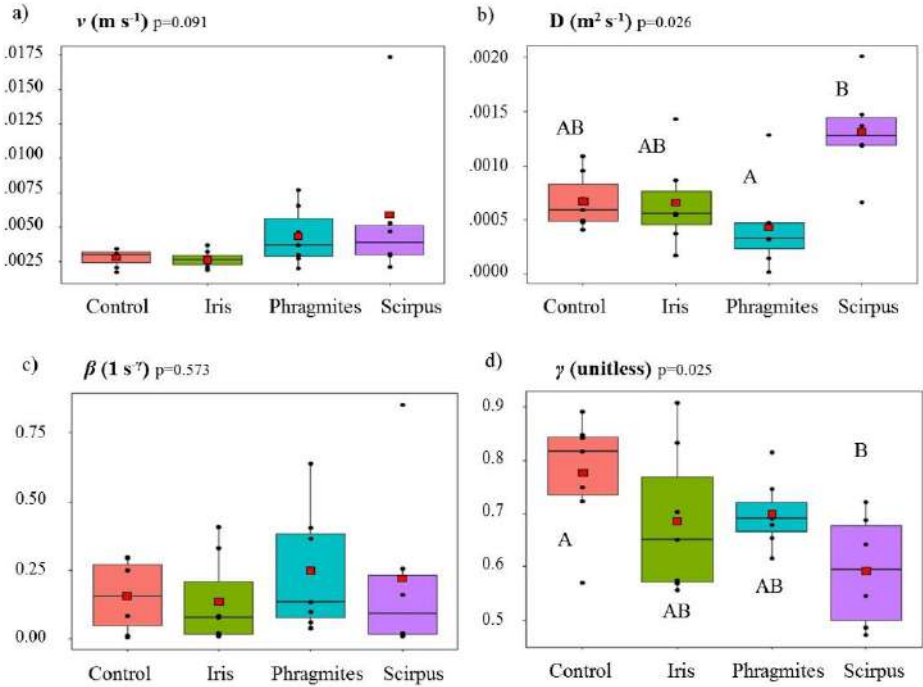 a) v (m s⁻¹) p=0.091
.0175
.0150
.0125
.0100
.0075
.0050
.0025
Control Iris Phragmites Scirpus
b) D (m² s⁻¹) p=0.026
.0020
.0015
.0010
.0005
.0000
AB
AB
A
B
Control Iris Phragmites Scirpus
c) β (1 s⁻ᵞ) p=0.573
0.75
0.50
0.25
0.00
Control Iris Phragmites Scirpus
d) γ (unitless) p=0.025
0.9
0.8
0.7
0.6
0.5
A
AB
AB
B
Control Iris Phragmites Scirpus